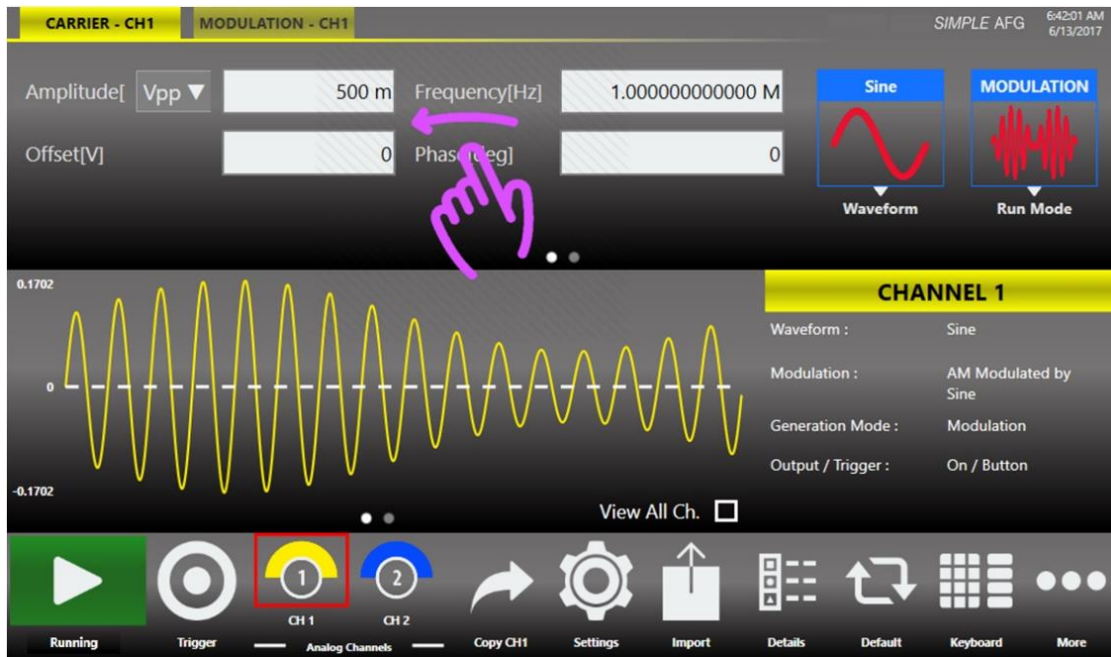 CARRIER - CH1 MODULATION - CH1 SIMPLE AFG 6:42:01 AM
6/13/2017
Amplitude[ Vpp ▼ 500 m Frequency[Hz] 1.000000000000 M
Offset[V] 0 Phase[deg] 0
Sine MODULATION
Waveform Run Mode
0.1702
0
-0.1702
View All Ch.
CHANNEL 1
Waveform : Sine
Modulation : AM Modulated by
Sine
Generation Mode : Modulation
Output / Trigger : On / Button
1 2
CH 1 CH 2
Running Trigger Analog Channels Copy CH1 Settings Import Details Default Keyboard More